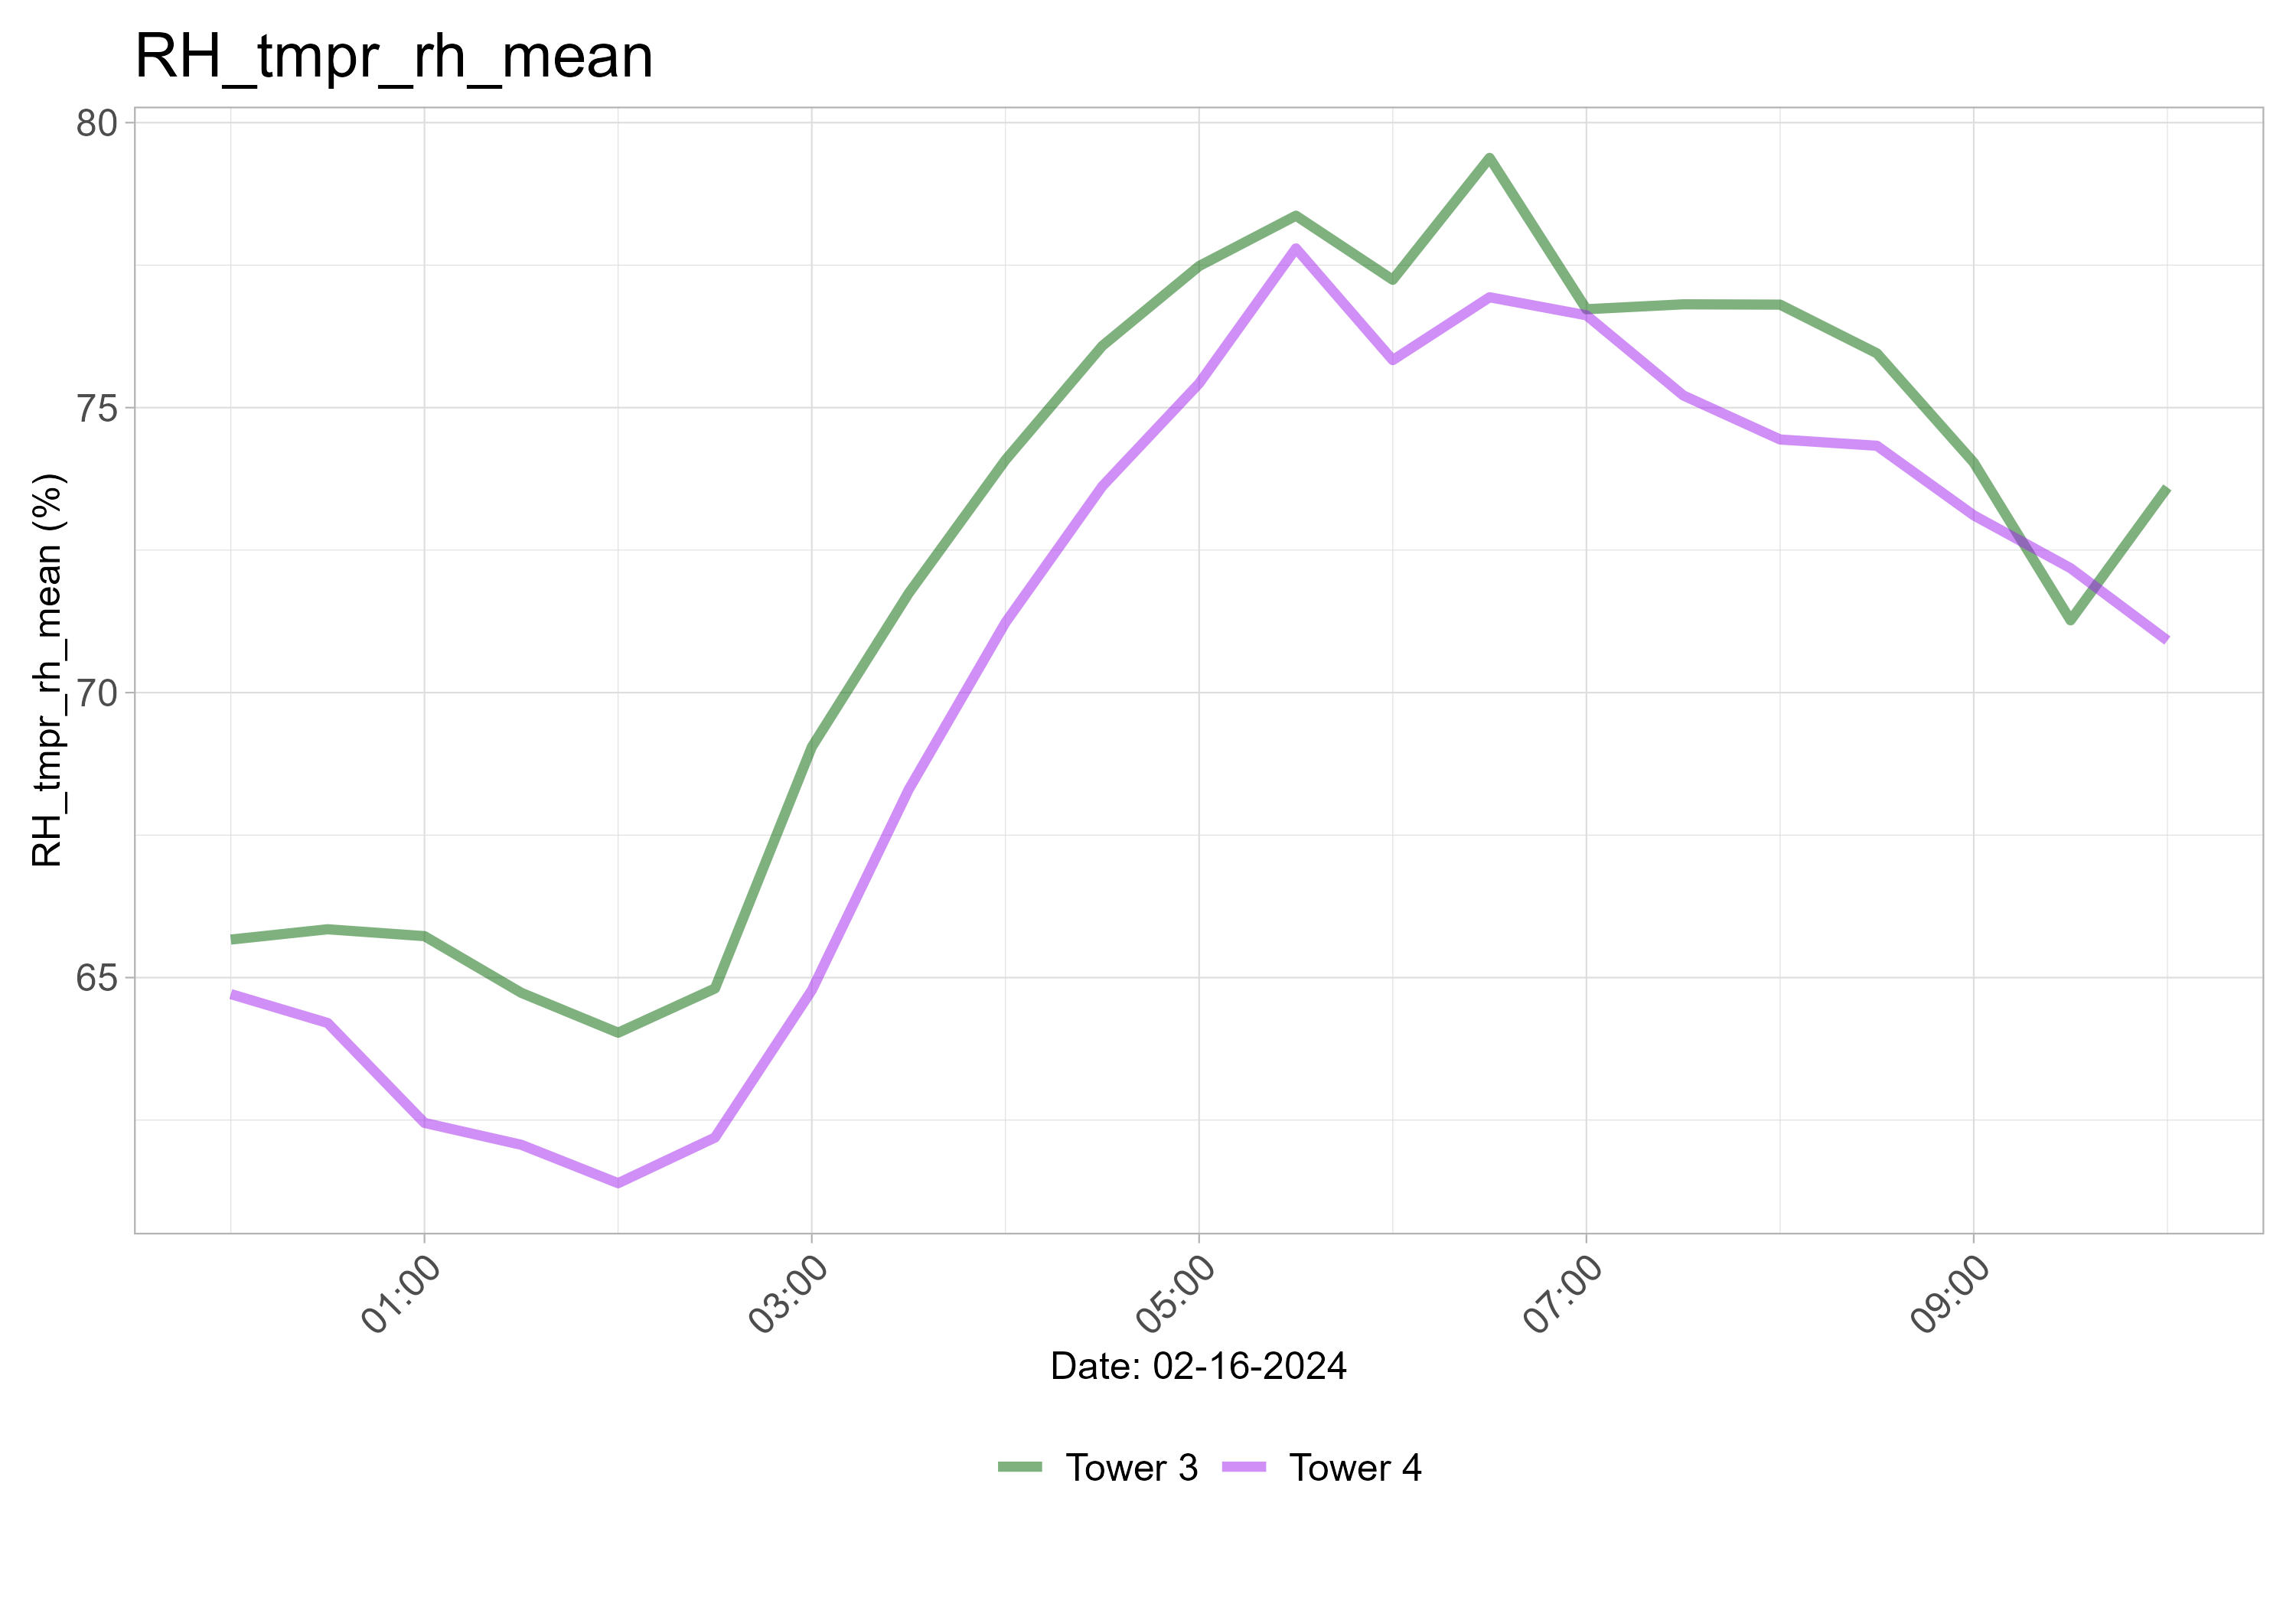 RH_tmpr_rh_mean
RH_tmpr_rh_mean (%)
80
75
70
65
01:00
03:00
05:00
07:00
09:00
Date: 02-16-2024
Tower 3
Tower 4